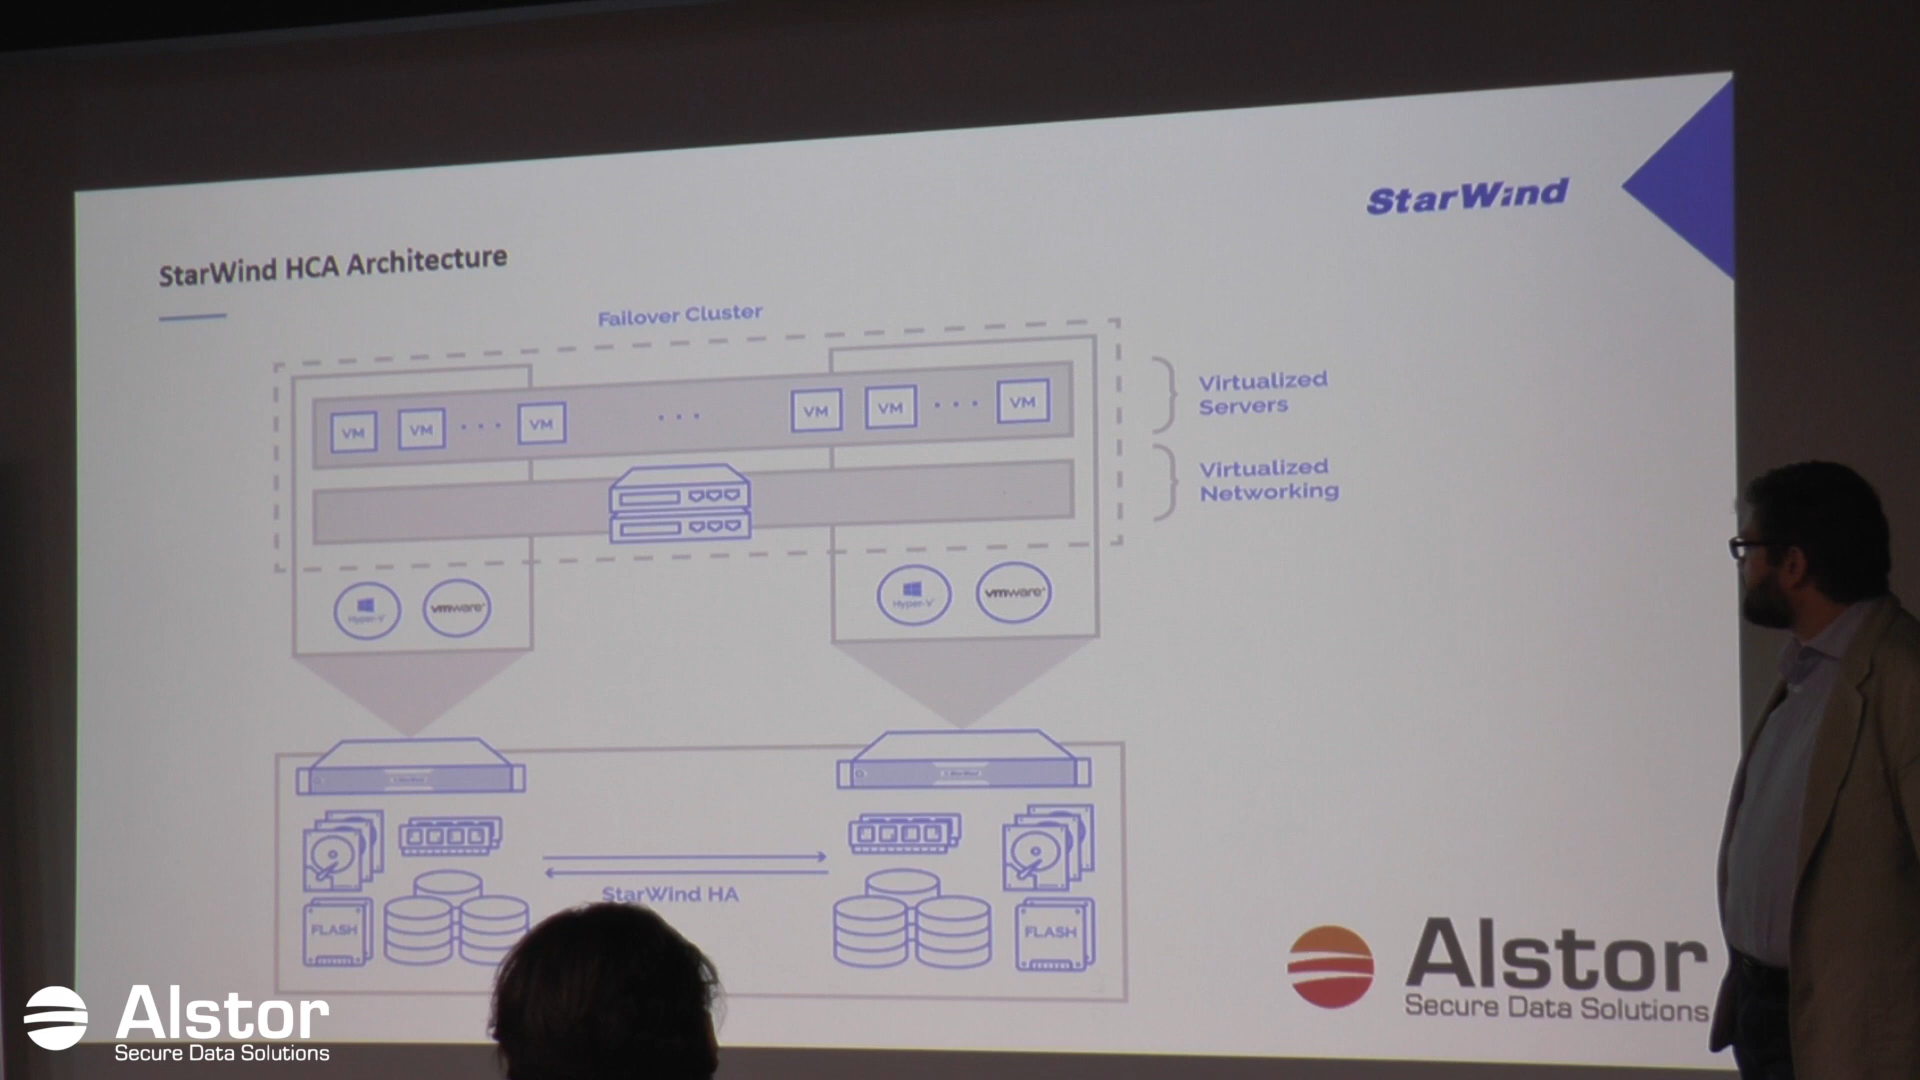 StarWind
StarWind HCA Architecture
Failover Cluster
VM VM ... VM ... VM VM ... VM
Virtualized
Servers
Virtualized
Networking
Hyper-V vmware Hyper-V vmware
StarWind HA
FLASH FLASH
Alstor
Secure Data Solutions
Alstor
Secure Data Solutions